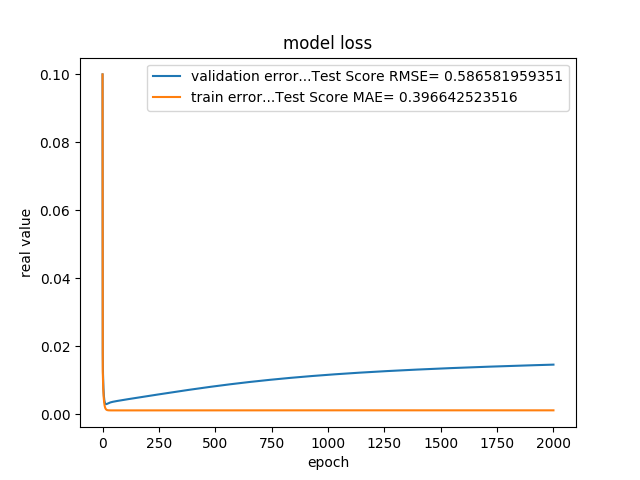 model loss
validation error...Test Score RMSE= 0.586581959351
train error...Test Score MAE= 0.396642523516
0.10
0.08
0.06
0.04
0.02
0.00
real value
0 250 500 750 1000 1250 1500 1750 2000
epoch